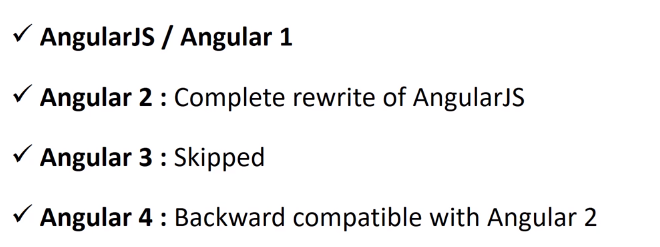 ✓ AngularJS / Angular 1
✓ Angular 2 : Complete rewrite of AngularJS
✓ Angular 3 : Skipped
✓ Angular 4 : Backward compatible with Angular 2